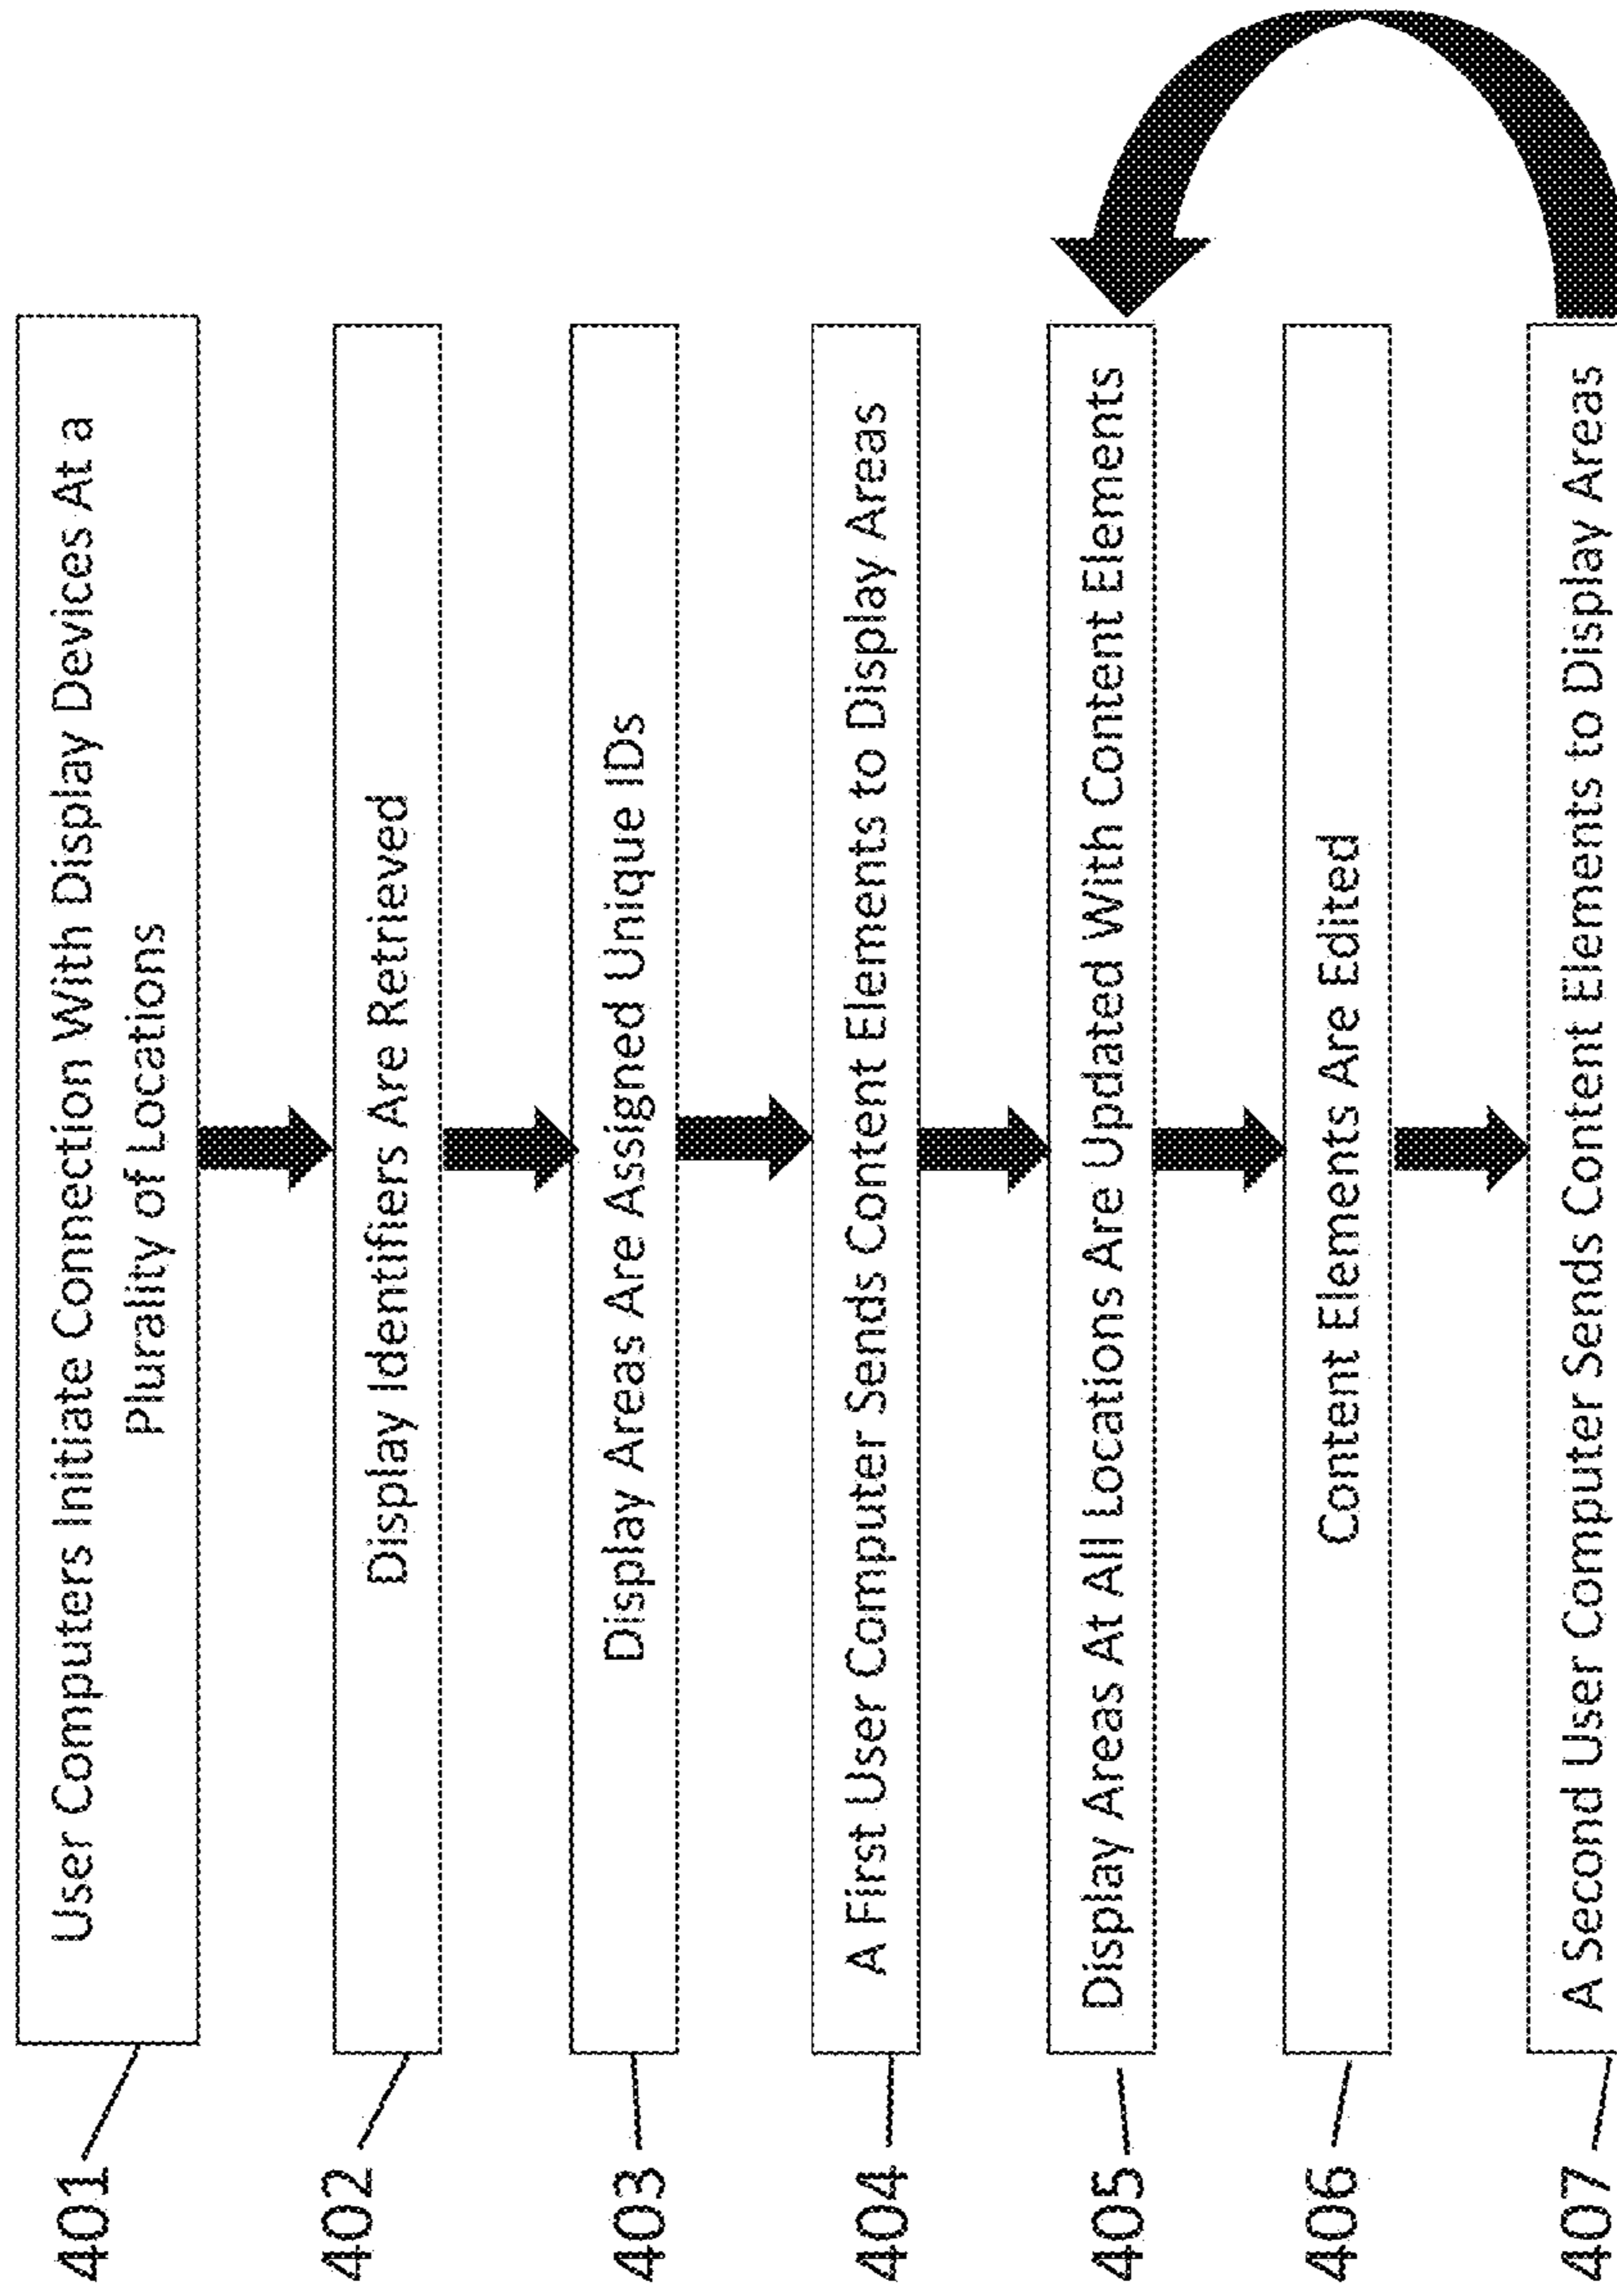 401
User Computers Initiate Connection With Display Devices At a
Plurality of Locations
402
Display Identifiers Are Retrieved
403
Display Areas Are Assigned Unique IDs
404
A First User Computer Sends Content Elements to Display Areas
405
Display Areas At All Locations Are Updated With Content Elements
406
Content Elements Are Edited
407
A Second User Computer Sends Content Elements to Display Areas